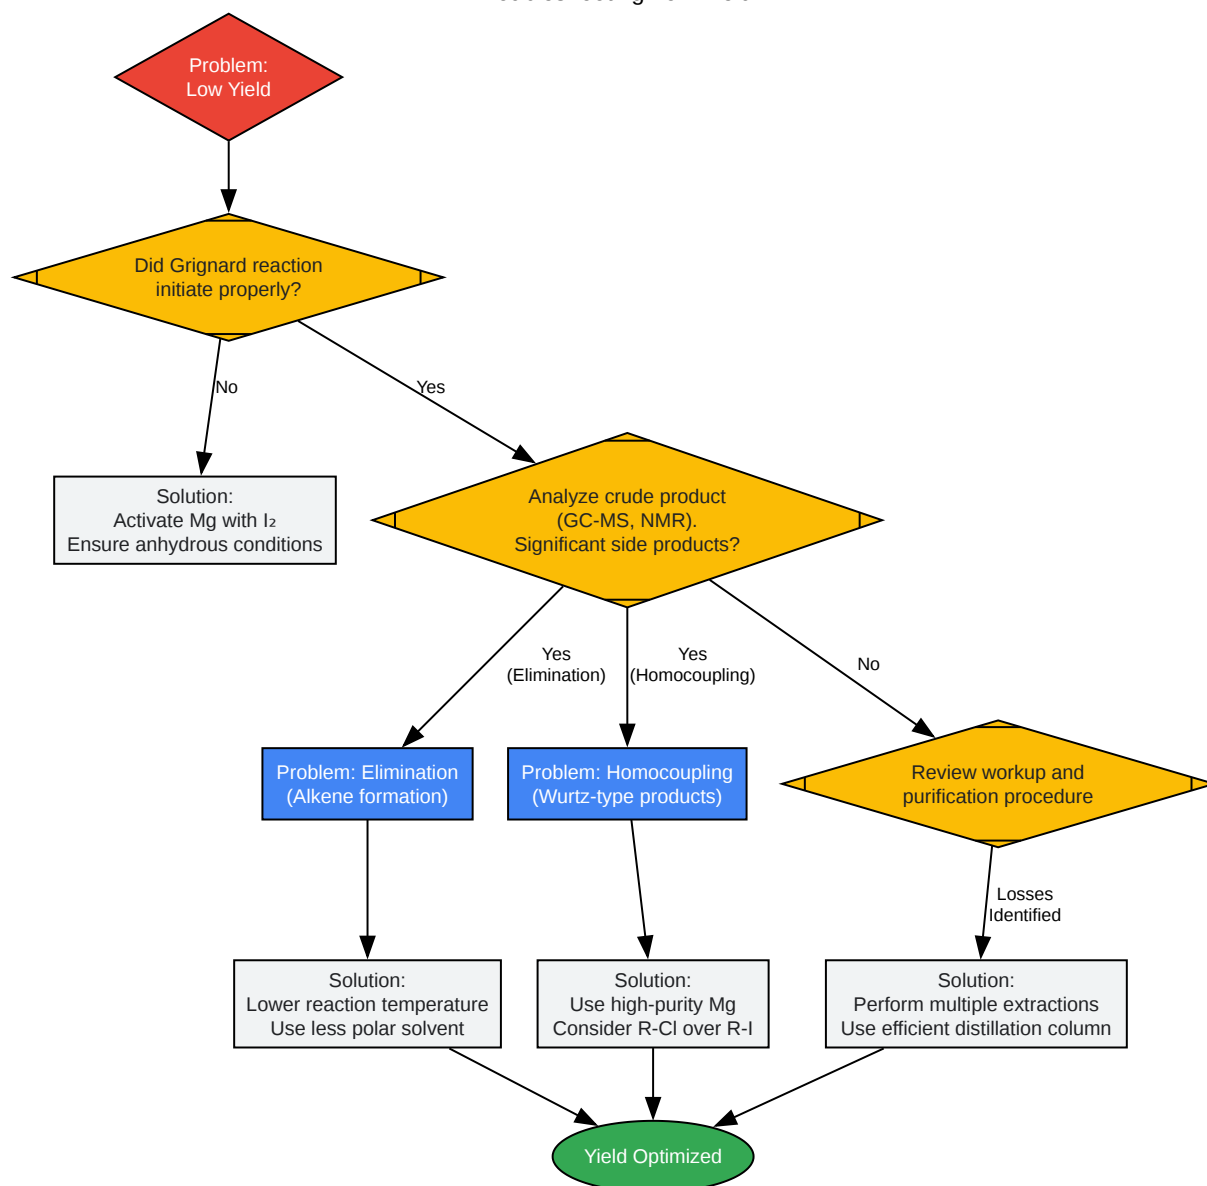 Problem:
Low Yield
Did Grignard reaction
initiate properly?
No
Yes
Solution:
Activate Mg with I₂
Ensure anhydrous conditions
Analyze crude product
(GC-MS, NMR).
Significant side products?
Yes
(Elimination)
Yes
(Homocoupling)
No
Problem: Elimination
(Alkene formation)
Problem: Homocoupling
(Wurtz-type products)
Review workup and
purification procedure
Losses
Identified
Solution:
Lower reaction temperature
Use less polar solvent
Solution:
Use high-purity Mg
Consider R-Cl over R-I
Solution:
Perform multiple extractions
Use efficient distillation column
Yield Optimized